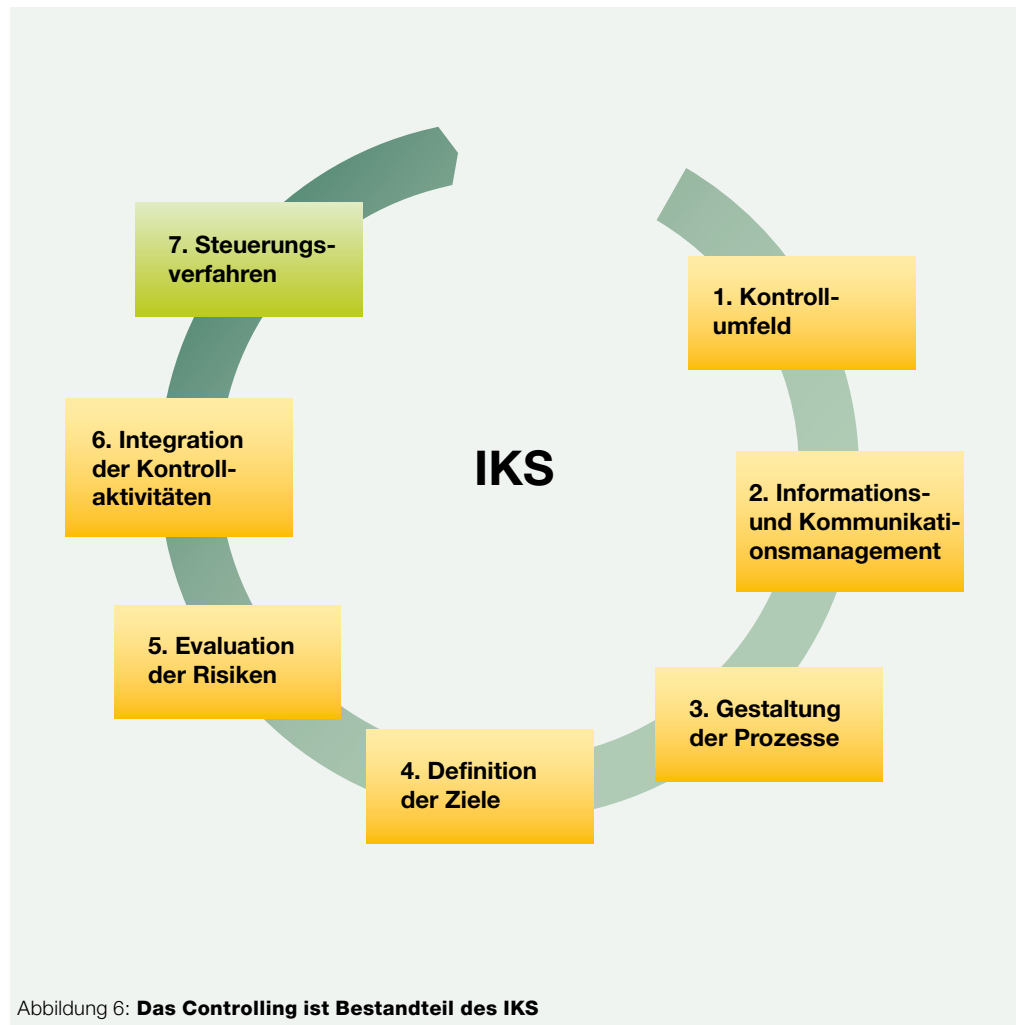 7. Steuerungs-
verfahren
1. Kontroll-
umfeld
6. Integration
der Kontroll-
aktivitäten
IKS
2. Informations-
und Kommunikati-
onsmanagement
5. Evaluation
der Risiken
3. Gestaltung
der Prozesse
4. Definition
der Ziele
Abbildung 6: Das Controlling ist Bestandteil des IKS